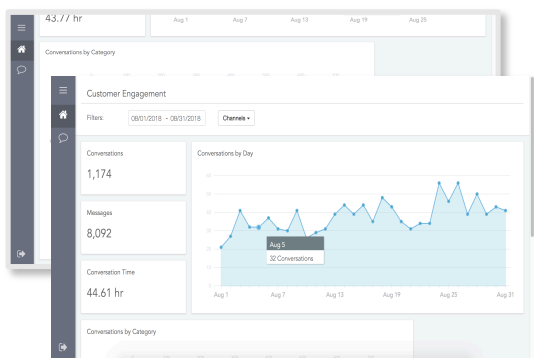 43.77 hr
Aug 1
Aug 7
Aug 13
Aug 19
Aug 25
Conversations by Category
Customer Engagement
Filters:
08/01/2018 - 08/31/2018
Channels
Conversations
1,174
Messages
8,092
Conversation Time
44.61 hr
Conversations by Day
Aug 5
32 Conversations
Aug 1
Aug 7
Aug 13
Aug 19
Aug 25
Aug 31
Conversations by Category